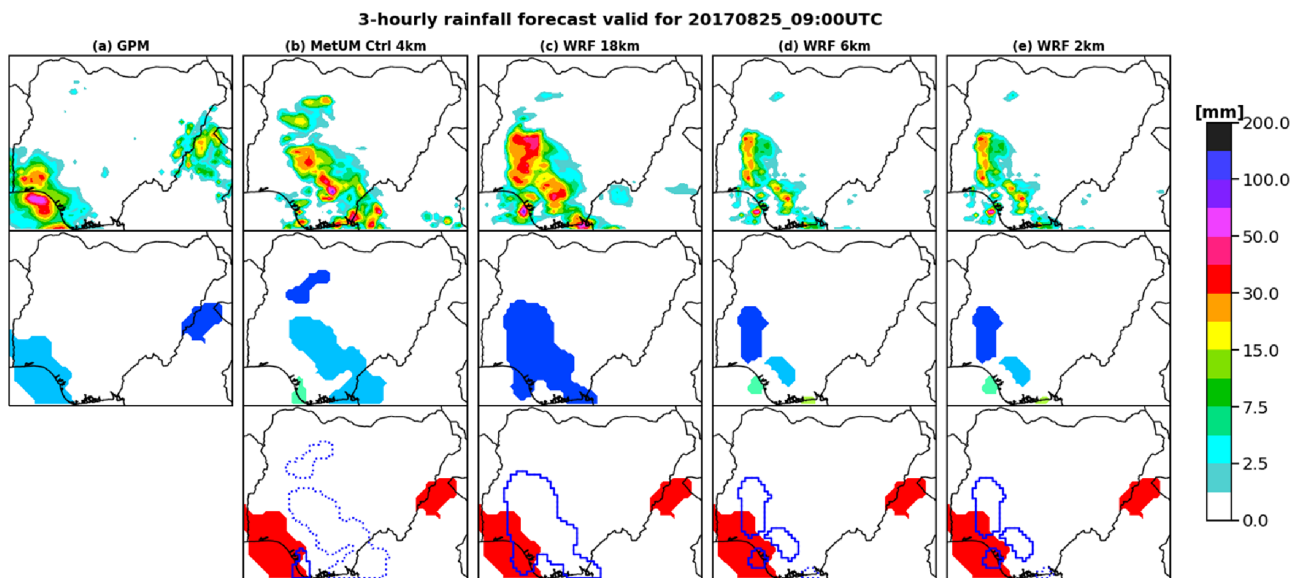 3-hourly rainfall forecast valid for 20170825_09:00UTC
(a) GPM
(b) MetUM Ctrl 4km
(c) WRF 18km
(d) WRF 6km
(e) WRF 2km
[mm]
200.0
100.0
50.0
30.0
15.0
7.5
2.5
0.0